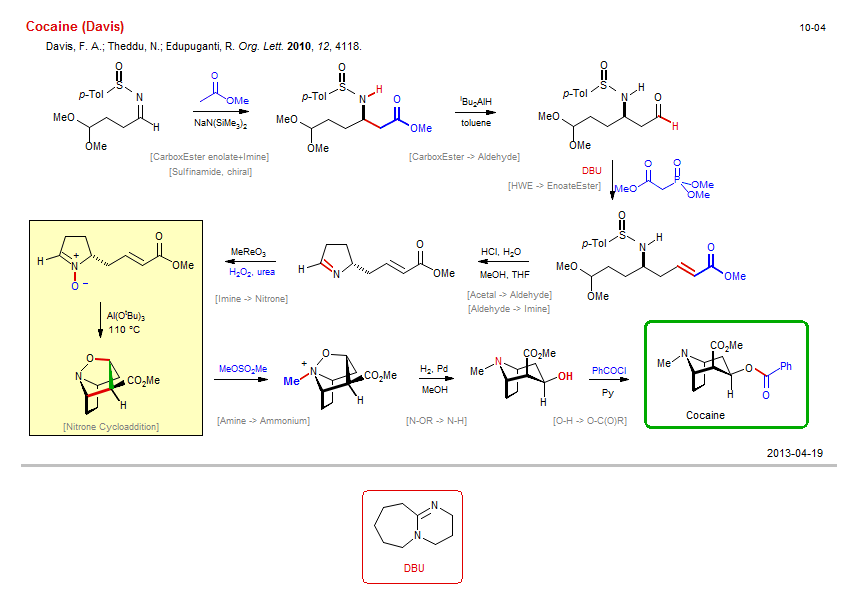 Cocaine (Davis)
10-04
Davis, F. A.; Theddu, N.; Edupuganti, R. Org. Lett. 2010, 12, 4118.
O
S
p-Tol
N
MeO
H
OMe
O
OMe
NaN(SiMe3)2
[CarboxEster enolate+Imine]
[Sulfinamide, chiral]
O
S
p-Tol
N
H
O
MeO
OMe
OMe
iBu2AlH
toluene
[CarboxEster -> Aldehyde]
O
S
p-Tol
N
H
O
MeO
H
OMe
DBU
[HWE -> EnoateEster]
O
O
MeO
P
OMe
OMe
O
S
p-Tol
N
H
MeO
O
OMe
OMe
HCl, H2O
MeOH, THF
[Acetal -> Aldehyde]
[Aldehyde -> Imine]
H
N
O
OMe
MeReO3
H2O2, urea
[Imine -> Nitrone]
H
N
+
O
−
O
OMe
Al(OtBu)3
110 °C
O
N
CO2Me
H
[Nitrone Cycloaddition]
MeOSO2Me
[Amine -> Ammonium]
+
O
N
Me
CO2Me
H
H2, Pd
MeOH
[N-OR -> N-H]
Me
N
CO2Me
OH
H
PhCOCl
Py
[O-H -> O-C(O)R]
Me
N
CO2Me
O
Ph
H
O
Cocaine
2013-04-19
N
N
DBU